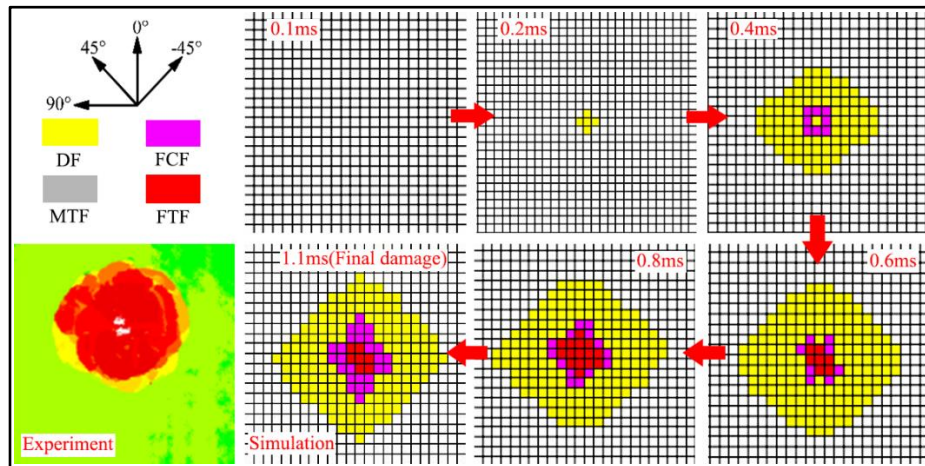 0°
45°
-45°
90°
DF
FCF
MTF
FTF
0.1ms
0.2ms
0.4ms
0.6ms
0.8ms
1.1ms(Final damage)
Simulation
Experiment